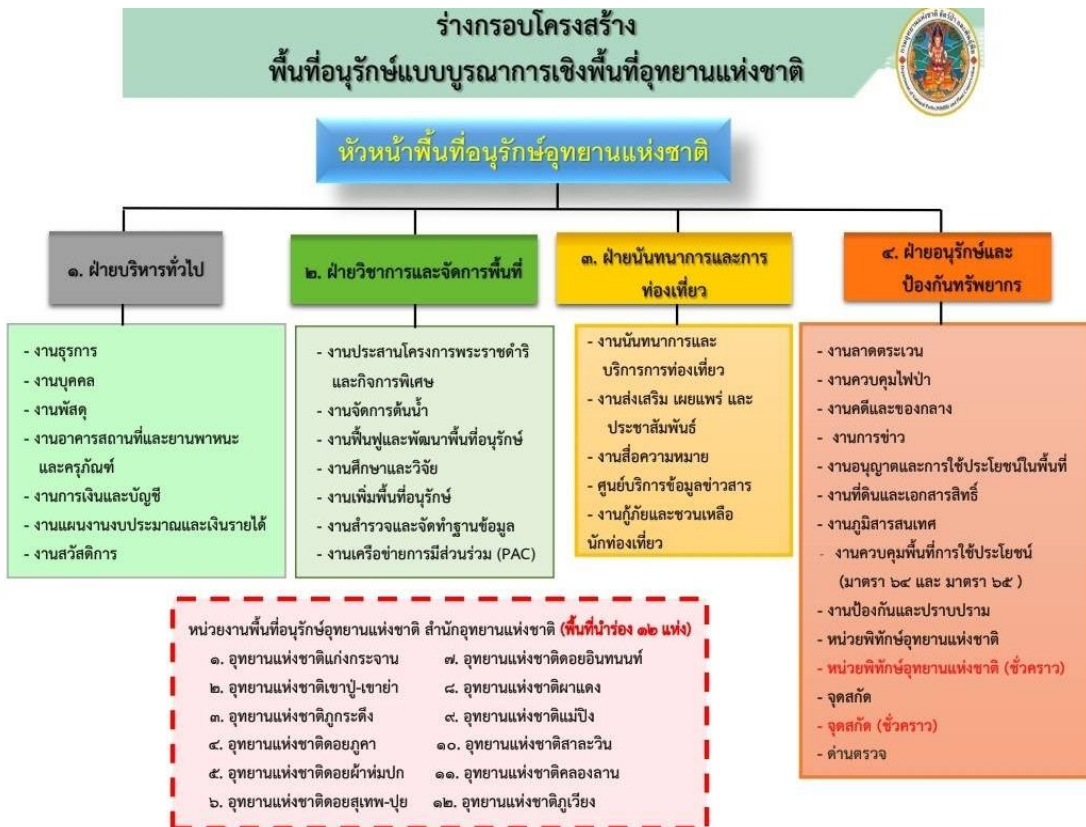 ร่างกรอบโครงสร้าง
พื้นที่อนุรักษ์แบบบูรณาการเชิงพื้นที่อุทยานแห่งชาติ
หัวหน้าพื้นที่อนุรักษ์อุทยานแห่งชาติ
๑. ฝ่ายบริหารทั่วไป
- งานธุรการ
- งานบุคคล
- งานพัสดุ
- งานอาคารสถานที่และยานพาหนะ
และครุภัณฑ์
- งานการเงินและบัญชี
- งานแผนงานงบประมาณและเงินรายได้
- งานสวัสดิการ
๒. ฝ่ายวิชาการและจัดการพื้นที่
- งานประสานโครงการพระราชดำริ
และกิจการพิเศษ
- งานจัดการต้นน้ำ
- งานฟื้นฟูและพัฒนาพื้นที่อนุรักษ์
- งานศึกษาและวิจัย
- งานเพิ่มพื้นที่อนุรักษ์
- งานสำรวจและจัดทำฐานข้อมูล
- งานเครือข่ายการมีส่วนร่วม (PAC)
๓. ฝ่ายนันทนาการและการ
ท่องเที่ยว
- งานนันทนาการและ
บริการการท่องเที่ยว
- งานส่งเสริม เผยแพร่ และ
ประชาสัมพันธ์
- งานสื่อความหมาย
- ศูนย์บริการข้อมูลข่าวสาร
- งานกู้ภัยและชวนเหลือ
นักท่องเที่ยว
๔. ฝ่ายอนุรักษ์และ
ป้องกันทรัพยากร
- งานลาดตระเวน
- งานควบคุมไฟป่า
- งานคดีและของกลาง
- งานการข่าว
- งานอนุญาตและการใช้ประโยชน์ในพื้นที่
- งานที่ดินและเอกสารสิทธิ์
- งานภูมิสารสนเทศ
- งานควบคุมพื้นที่การใช้ประโยชน์
(มาตรา ๖๔ และ มาตรา ๖๕ )
- งานป้องกันและปราบปราม
- หน่วยพิทักษ์อุทยานแห่งชาติ
- หน่วยพิทักษ์อุทยานแห่งชาติ (ชั่วคราว)
- จุดสกัด
- จุดสกัด (ชั่วคราว)
- ด่านตรวจ
หน่วยงานพื้นที่อนุรักษ์อุทยานแห่งชาติ สำนักอุทยานแห่งชาติ (พื้นที่นำร่อง ๑๒ แห่ง)
๑. อุทยานแห่งชาติแก่งกระจาน
๒. อุทยานแห่งชาติเขาปู่-เขาย่า
๓. อุทยานแห่งชาติภูกระดึง
๔. อุทยานแห่งชาติดอยภูคา
๕. อุทยานแห่งชาติดอยผ้าห่มปก
๖. อุทยานแห่งชาติดอยสุเทพ-ปุย
๗. อุทยานแห่งชาติดอยอินทนนท์
๘. อุทยานแห่งชาติผาแดง
๙. อุทยานแห่งชาติแม่ปิง
๑๐. อุทยานแห่งชาติสาละวิน
๑๑. อุทยานแห่งชาติคลองลาน
๑๒. อุทยานแห่งชาติภูเวียง